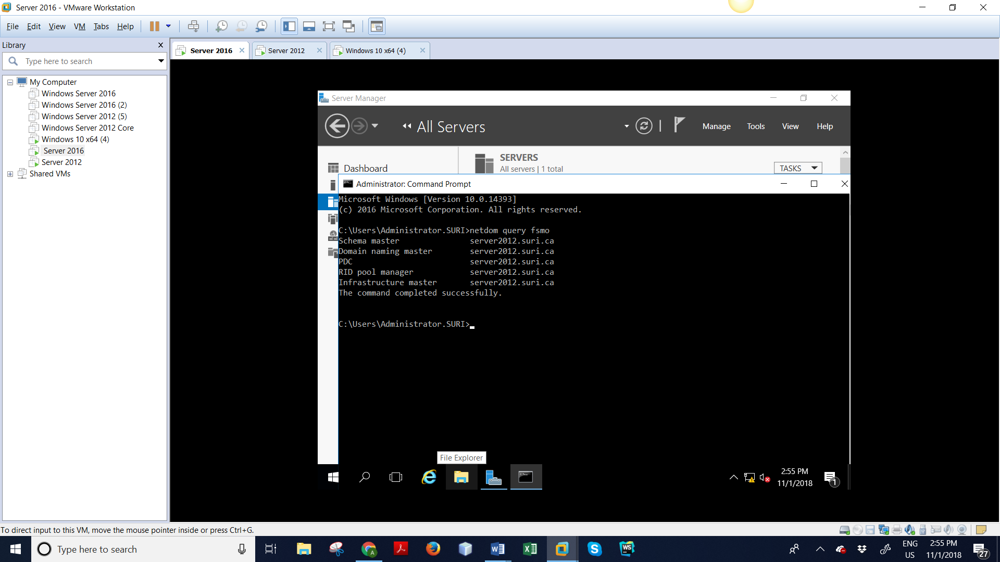 Server 2016 - VMware Workstation
File Edit View VM Tabs Help
Library
Type here to search
My Computer
Windows Server 2016
Windows Server 2016 (2)
Windows Server 2012 (5)
Windows Server 2012 Core
Windows 10 x64 (4)
Server 2016
Server 2012
Shared VMs
Server 2016 Server 2012 Windows 10 x64 (4)
Server Manager
All Servers Manage Tools View Help
Dashboard
SERVERS
All servers | 1 total
TASKS
Administrator: Command Prompt
Microsoft Windows [Version 10.0.14393]
(c) 2016 Microsoft Corporation. All rights reserved.
C:\Users\Administrator.SURI>netdom query fsmo
Schema master server2012.suri.ca
Domain naming master server2012.suri.ca
PDC server2012.suri.ca
RID pool manager server2012.suri.ca
Infrastructure master server2012.suri.ca
The command completed successfully.
C:\Users\Administrator.SURI>
File Explorer
2:55 PM
11/1/2018
1
To direct input to this VM, move the mouse pointer inside or press Ctrl+G.
Type here to search
A
WS
ENG
US
2:55 PM
11/1/2018
27